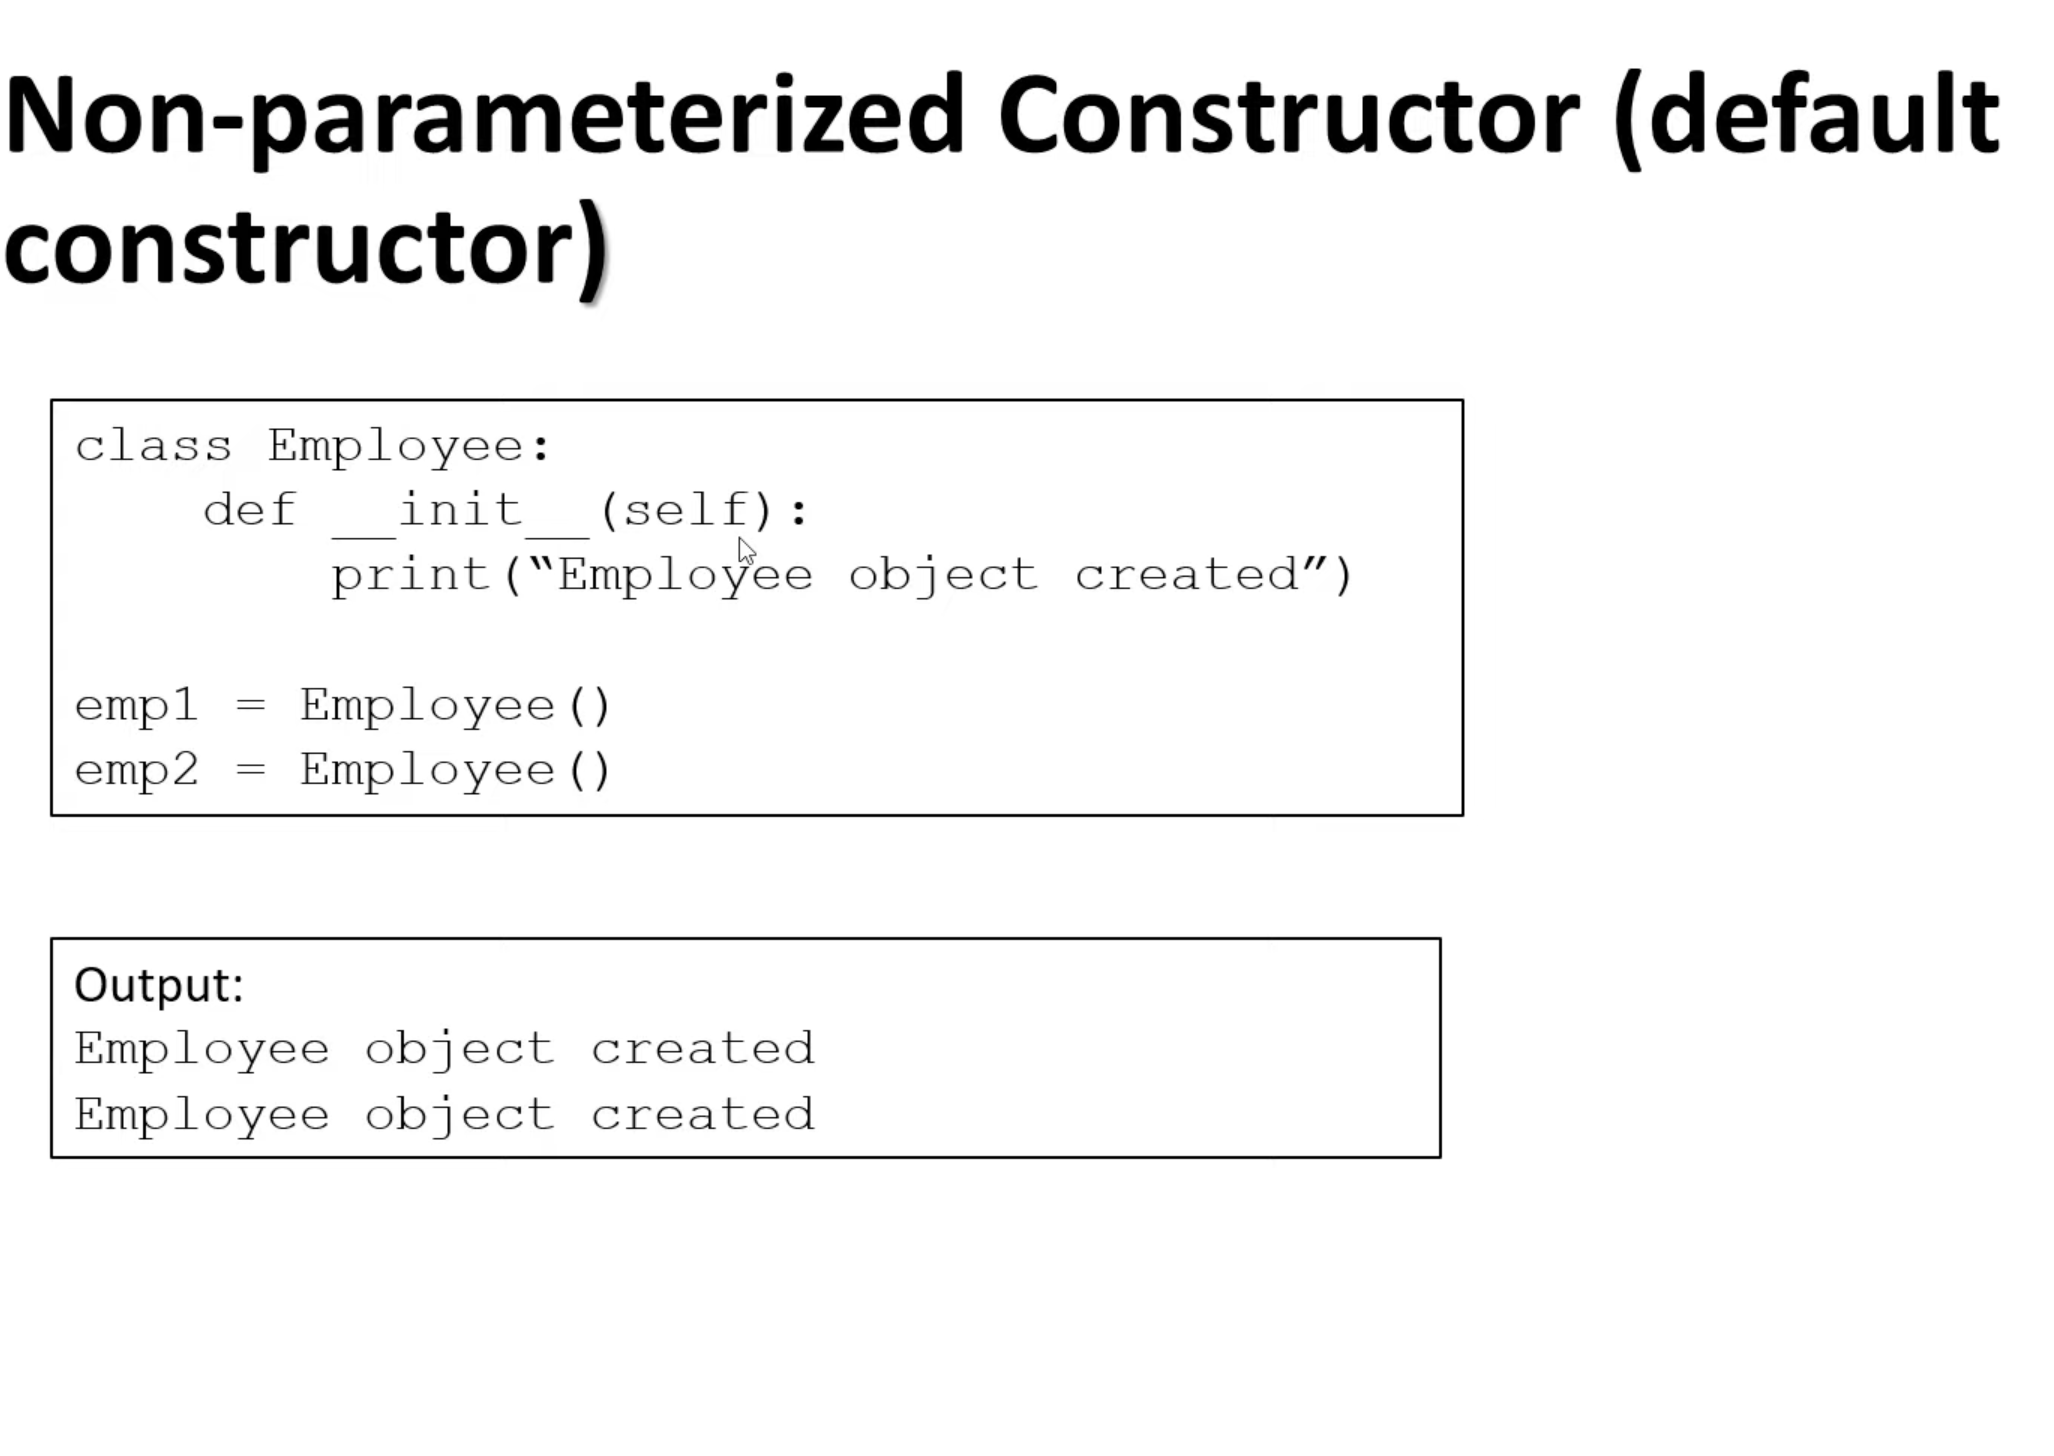 Non-parameterized Constructor (default
constructor)
class Employee:
    def __init__(self):
        print(“Employee object created”)
emp1 = Employee()
emp2 = Employee()
Output:
Employee object created
Employee object created